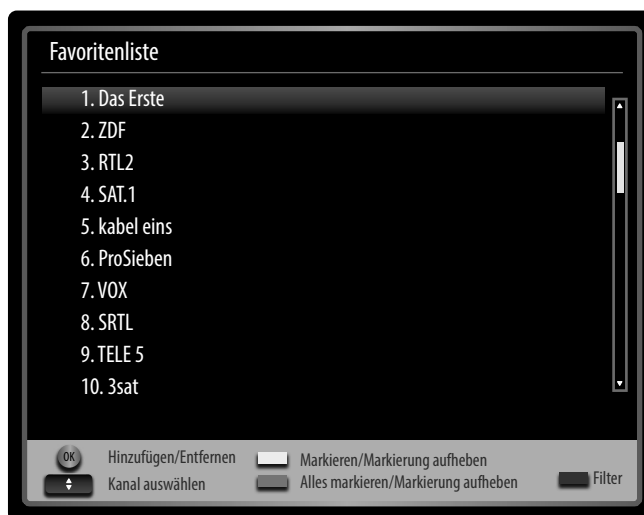 Favoritenliste
1. Das Erste
2. ZDF
3. RTL2
4. SAT.1
5. kabel eins
6. ProSieben
7. VOX
8. SRTL
9. TELE 5
10. 3sat
OK Hinzufügen/Entfernen Markieren/Markierung aufheben
Kanal auswählen Alles markieren/Markierung aufheben Filter